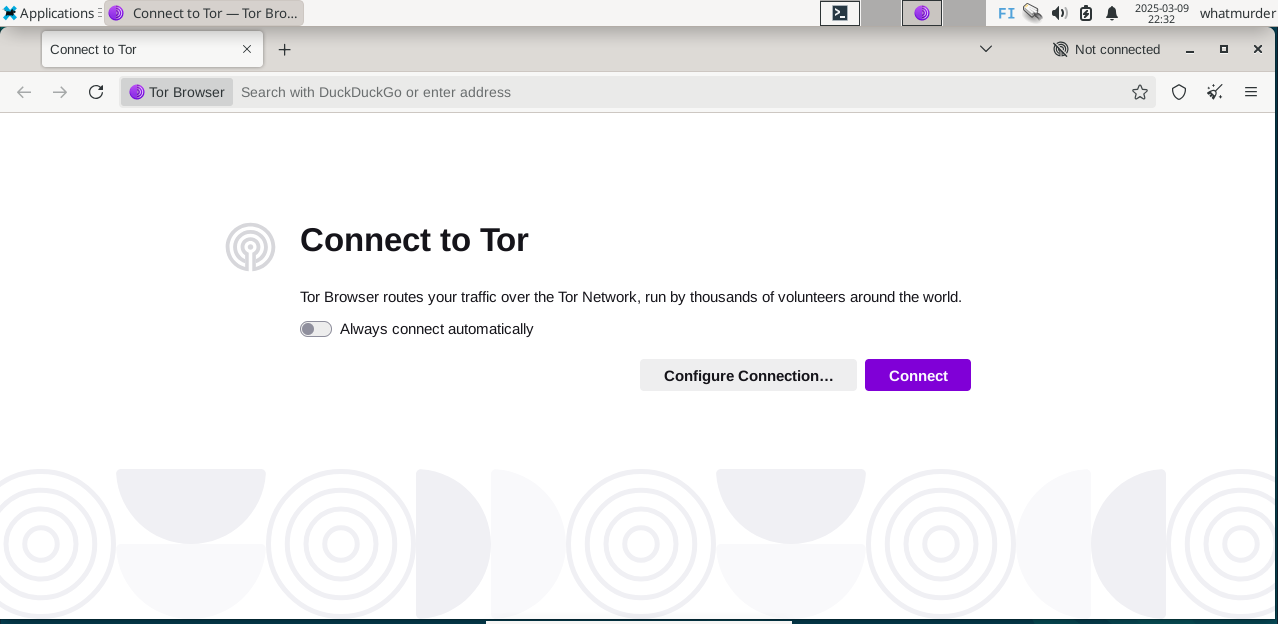 Applications
Connect to Tor — Tor Bro...
FI
2025-03-09
22:32
whatmurder
Connect to Tor
Not connected
Tor Browser
Search with DuckDuckGo or enter address
Connect to Tor
Tor Browser routes your traffic over the Tor Network, run by thousands of volunteers around the world.
Always connect automatically
Configure Connection…
Connect